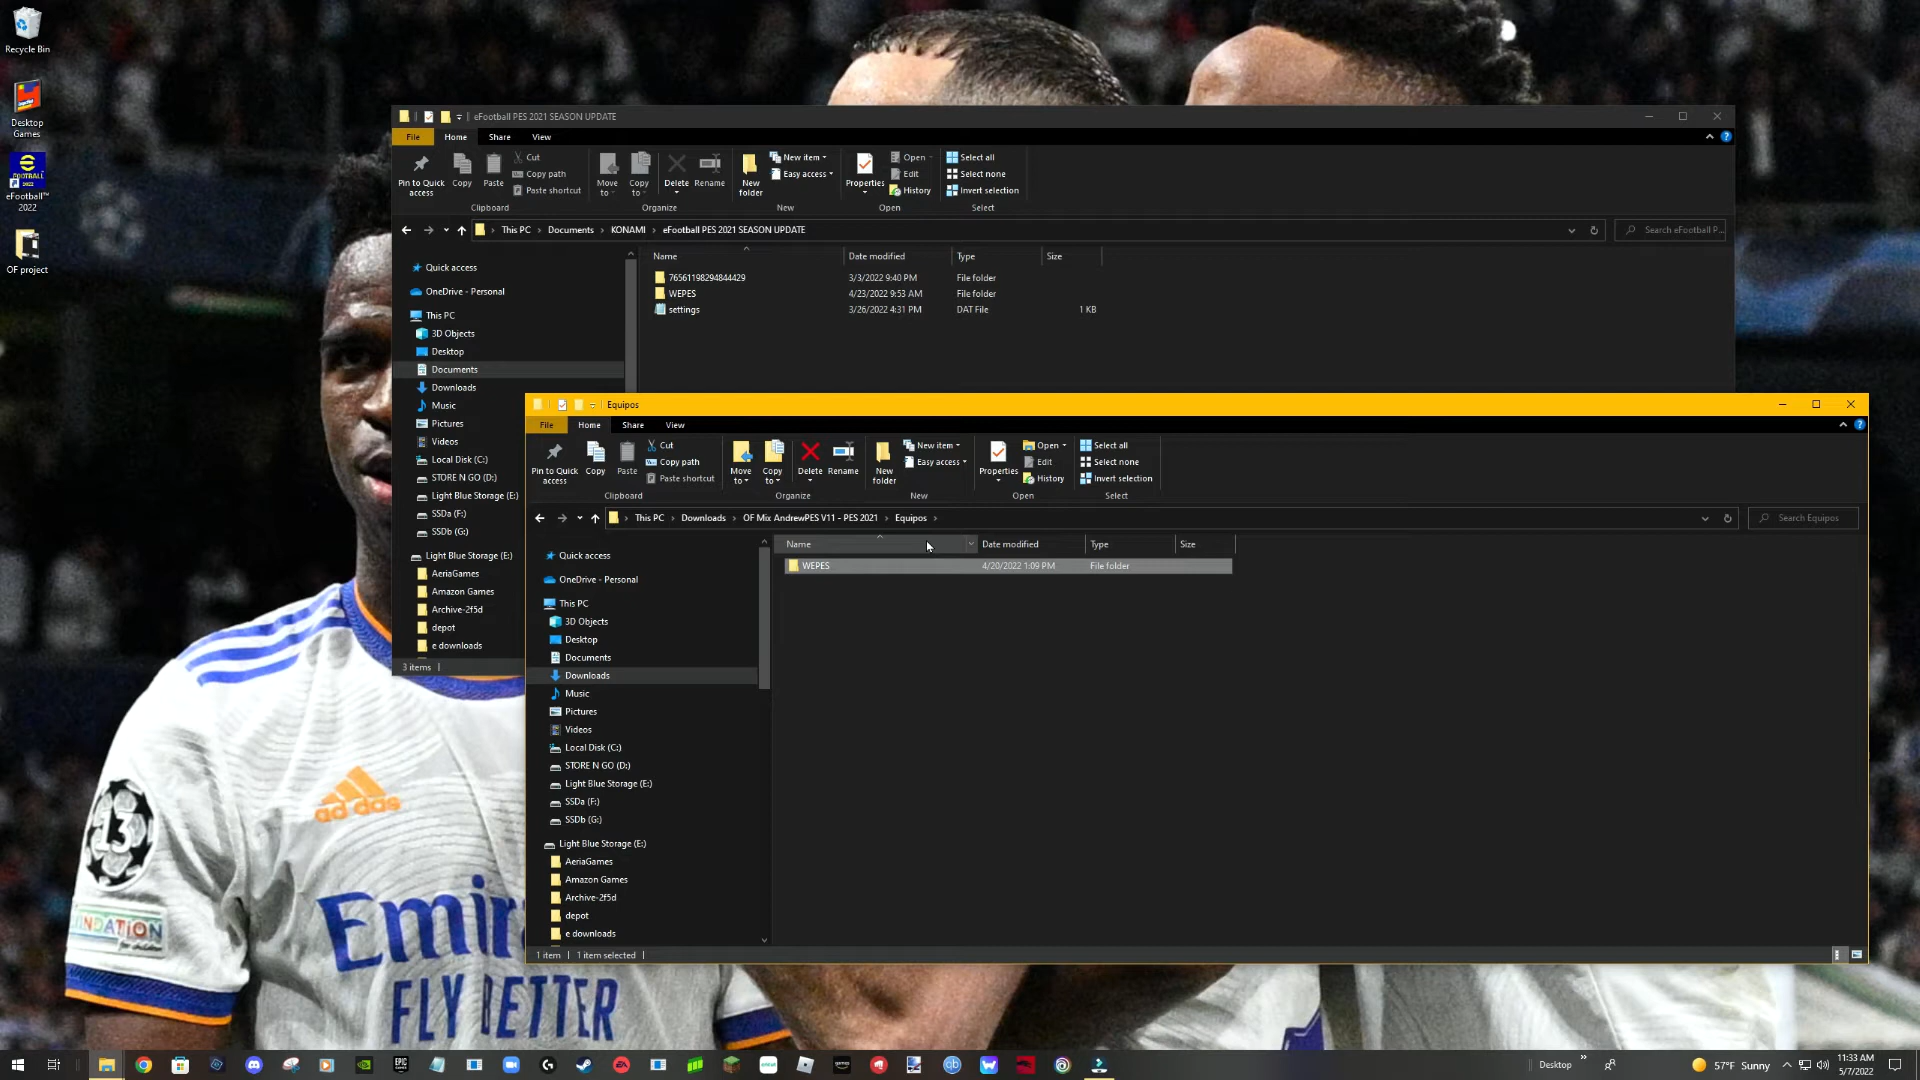 Recycle Bin
Desktop
Games
eFootball™
2022
OF project
eFootball PES 2021 SEASON UPDATE
File Home Share View
Pin to Quick
access
Copy
Paste
Cut
Copy path
Paste shortcut
Move
to
Copy
to
Delete
Rename
New
folder
New item
Easy access
Properties
Open
Edit
History
Select all
Select none
Invert selection
Clipboard Organize New Open Select
This PC › Documents › KONAMI › eFootball PES 2021 SEASON UPDATE
Search eFootball P...
Name Date modified Type Size
76561198294844429 3/3/2022 9:40 PM File folder
WEPES 4/23/2022 9:53 AM File folder
settings 3/26/2022 4:31 PM DAT File 1 KB
Quick access
OneDrive - Personal
This PC
3D Objects
Desktop
Documents
Downloads
Music
Pictures
Videos
Local Disk (C:)
STORE N GO (D:)
Light Blue Storage (E:)
SSDa (F:)
SSDb (G:)
Light Blue Storage (E:)
AeriaGames
Amazon Games
Archive-2f5d
depot
e downloads
3 items
Equipos
File Home Share View
Pin to Quick
access
Copy
Paste
Cut
Copy path
Paste shortcut
Move
to
Copy
to
Delete
Rename
New
folder
New item
Easy access
Properties
Open
Edit
History
Select all
Select none
Invert selection
Clipboard Organize New Open Select
This PC › Downloads › OF Mix AndrewPES V11 - PES 2021 › Equipos ›
Search Equipos
Name Date modified Type Size
WEPES 4/20/2022 1:09 PM File folder
Quick access
OneDrive - Personal
This PC
3D Objects
Desktop
Documents
Downloads
Music
Pictures
Videos
Local Disk (C:)
STORE N GO (D:)
Light Blue Storage (E:)
SSDa (F:)
SSDb (G:)
Light Blue Storage (E:)
AeriaGames
Amazon Games
Archive-2f5d
depot
e downloads
1 item 1 item selected
adidas
13
NDATION
Emir
FLY BETTER
Desktop
57°F Sunny
11:33 AM
5/7/2022